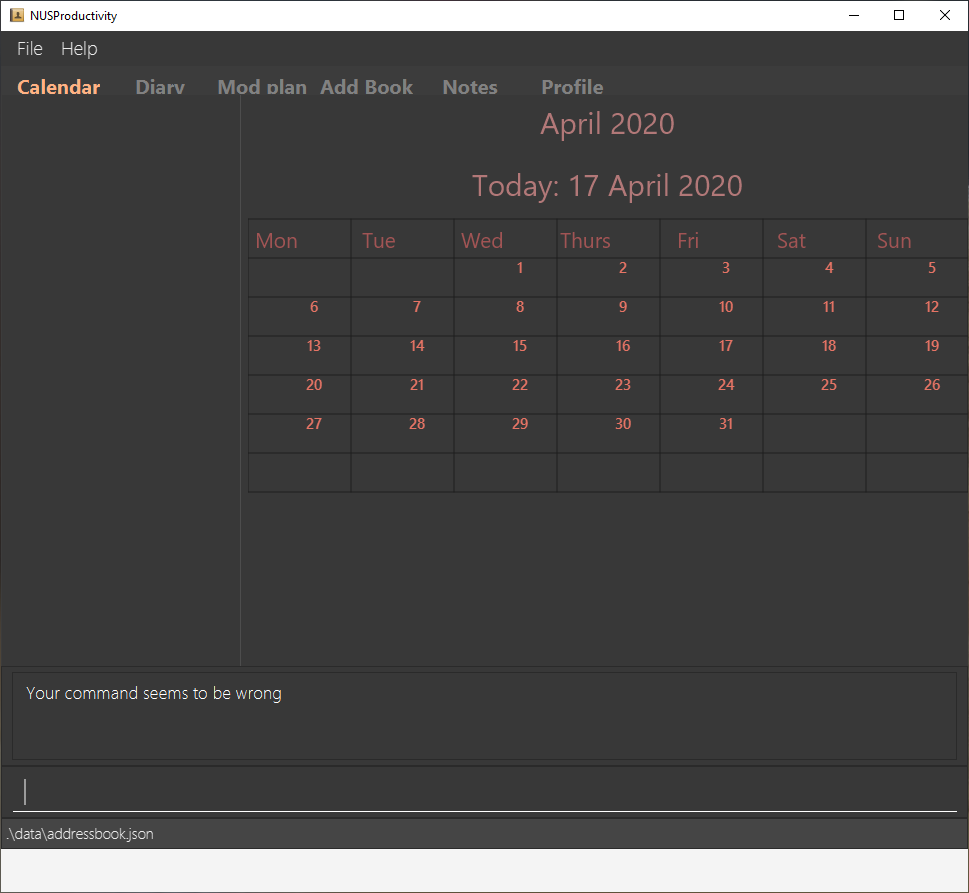 NUSProductivity
File Help
Calendar Diary Mod plan Add Book Notes Profile
April 2020
Today: 17 April 2020
Mon Tue Wed Thurs Fri Sat Sun
1 2 3 4 5
6 7 8 9 10 11 12
13 14 15 16 17 18 19
20 21 22 23 24 25 26
27 28 29 30 31
Your command seems to be wrong
.\data\addressbook.json